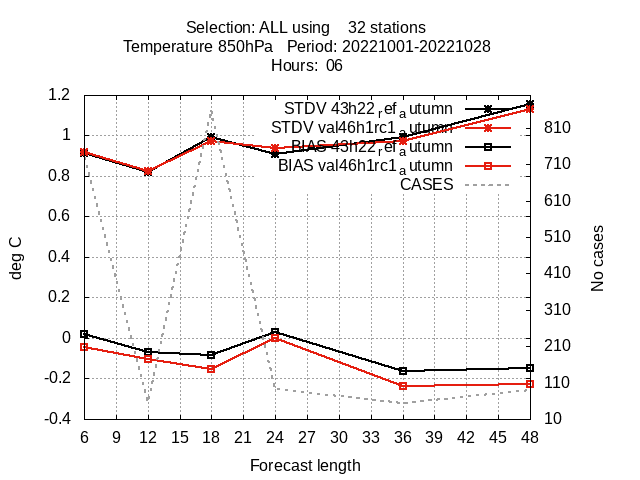 Selection: ALL using 32 stations
Temperature 850hPa Period: 20221001-20221028
Hours: 06
1.2
1
0.8
0.6
0.4
0.2
0
-0.2
-0.4
deg C
STDV 43h22_ref_autumn
STDV val46h1rc1_autumn
BIAS 43h22_ref_autumn
BIAS val46h1rc1_autumn
CASES
810
710
610
510
410
310
210
110
10
No cases
6 9 12 15 18 21 24 27 30 33 36 39 42 45 48
Forecast length